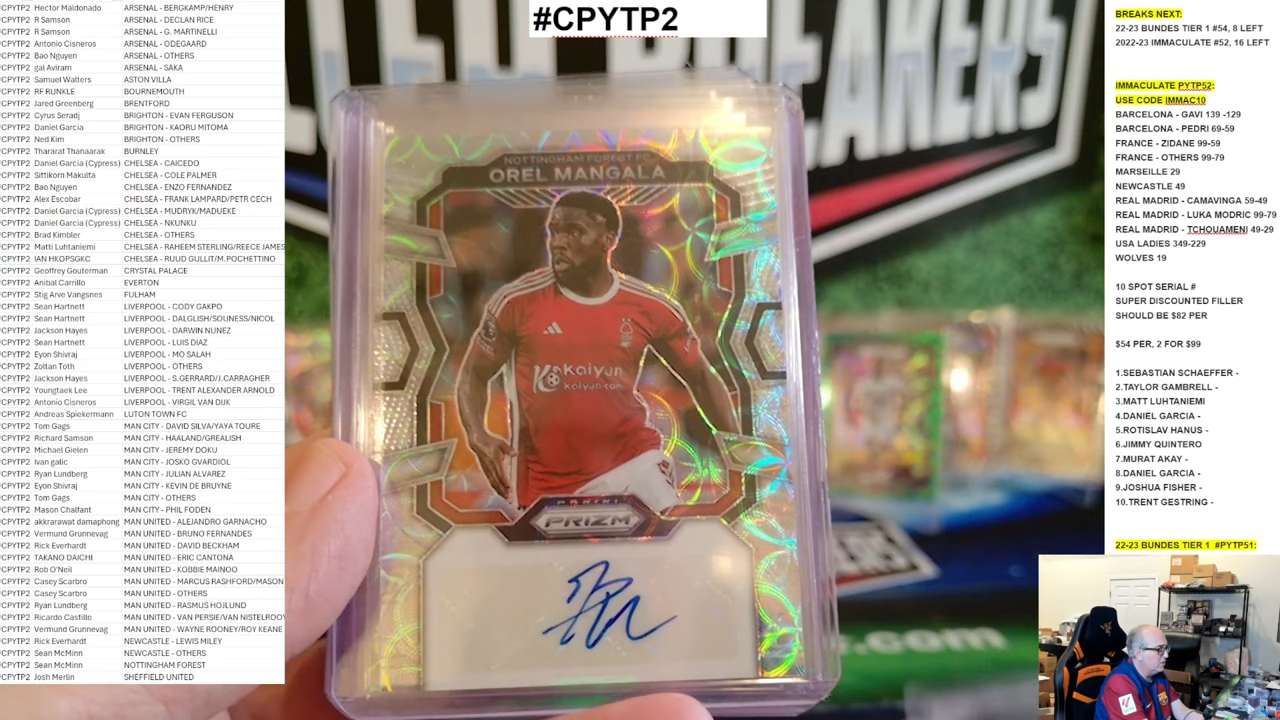 #CPYTP2
CPYTP2 Hector Maldonado ARSENAL - BERGKAMP/HENRY
CPYTP2 R Samson ARSENAL - DECLAN RICE
CPYTP2 R Samson ARSENAL - G. MARTINELLI
CPYTP2 Antonio Cisneros ARSENAL - ODEGAARD
CPYTP2 Bao Nguyen ARSENAL - OTHERS
CPYTP2 gal Aviram ARSENAL - SAKA
CPYTP2 Samuel Walters ASTON VILLA
CPYTP2 RF RUNKLE BOURNEMOUTH
CPYTP2 Jared Greenberg BRENTFORD
CPYTP2 Cyrus Seradj BRIGHTON - EVAN FERGUSON
CPYTP2 Daniel Garcia BRIGHTON - KAORU MITOMA
CPYTP2 Ned Kim BRIGHTON - OTHERS
CPYTP2 Thararat Thanaarak BURNLEY
CPYTP2 Daniel Garcia (Cypress) CHELSEA - CAICEDO
CPYTP2 Sittikorn Makulta CHELSEA - COLE PALMER
CPYTP2 Bao Nguyen CHELSEA - ENZO FERNANDEZ
CPYTP2 Alex Escobar CHELSEA - FRANK LAMPARD/PETR CECH
CPYTP2 Daniel Garcia (Cypress) CHELSEA - MUDRYK/MADUEKE
CPYTP2 Daniel Garcia (Cypress) CHELSEA - NKUNKU
CPYTP2 Brad Kimbler CHELSEA - OTHERS
CPYTP2 Matti Luhtaniemi CHELSEA - RAHEEM STERLING/REECE JAMES
CPYTP2 IAN HKOPSGKC CHELSEA - RUUD GULLIT/M.POCHETTINO
CPYTP2 Geoffrey Gouterman CRYSTAL PALACE
CPYTP2 Anibal Carrillo EVERTON
CPYTP2 Stig Arve Vangsnes FULHAM
CPYTP2 Sean Hartnett LIVERPOOL - CODY GAKPO
CPYTP2 Sean Hartnett LIVERPOOL - DALGLISH/SOUNESS/NICOL
CPYTP2 Jackson Hayes LIVERPOOL - DARWIN NUNEZ
CPYTP2 Sean Hartnett LIVERPOOL - LUIS DIAZ
CPYTP2 Eyon Shivraj LIVERPOOL - MO SALAH
CPYTP2 Zoltan Toth LIVERPOOL - OTHERS
CPYTP2 Jackson Hayes LIVERPOOL - S.GERRARD/J.CARRAGHER
CPYTP2 Youngtaek Lee LIVERPOOL - TRENT ALEXANDER ARNOLD
CPYTP2 Antonio Cisneros LIVERPOOL - VIRGIL VAN DIJK
CPYTP2 Andreas Spiekermann LUTON TOWN FC
CPYTP2 Tom Gags MAN CITY - DAVID SILVA/YAYA TOURE
CPYTP2 Richard Samson MAN CITY - HAALAND/GREALISH
CPYTP2 Michael Gielen MAN CITY - JEREMY DOKU
CPYTP2 Ivan galic MAN CITY - JOSKO GVARDIOL
CPYTP2 Ryan Lundberg MAN CITY - JULIAN ALVAREZ
CPYTP2 Eyon Shivraj MAN CITY - KEVIN DE BRUYNE
CPYTP2 Tom Gags MAN CITY - OTHERS
CPYTP2 Mason Chalfant MAN CITY - PHIL FODEN
CPYTP2 akkrarawat damaphong MAN UNITED - ALEJANDRO GARNACHO
CPYTP2 Vermund Grunnevag MAN UNITED - BRUNO FERNANDES
CPYTP2 Rick Everhardt MAN UNITED - DAVID BECKHAM
CPYTP2 TAKANO DAICHI MAN UNITED - ERIC CANTONA
CPYTP2 Rob O'Neil MAN UNITED - KOBBIE MAINOO
CPYTP2 Casey Scarbro MAN UNITED - MARCUS RASHFORD/MASON
CPYTP2 Casey Scarbro MAN UNITED - OTHERS
CPYTP2 Ryan Lundberg MAN UNITED - RASMUS HOJLUND
CPYTP2 Ricardo Castillo MAN UNITED - VAN PERSIE/VAN NISTELROOY
CPYTP2 Vermund Grunnevag MAN UNITED - WAYNE ROONEY/ROY KEANE
CPYTP2 Rick Everhardt NEWCASTLE - LEWIS MILEY
CPYTP2 Sean McMinn NEWCASTLE - OTHERS
CPYTP2 Sean McMinn NOTTINGHAM FOREST
CPYTP2 Josh Merlin SHEFFIELD UNITED
NOTTINGHAM FOREST FC
OREL MANGALA
kaiyun
kaiyun.com
PANINI
PRIZM
.com
BREAKS NEXT:
22-23 BUNDES TIER 1 #54, 8 LEFT
2022-23 IMMACULATE #52, 16 LEFT
IMMACULATE PYTP52:
USE CODE IMMAC10
BARCELONA - GAVI 139 -129
BARCELONA - PEDRI 69-59
FRANCE - ZIDANE 99-59
FRANCE - OTHERS 99-79
MARSEILLE 29
NEWCASTLE 49
REAL MADRID - CAMAVINGA 59-49
REAL MADRID - LUKA MODRIC 99-79
REAL MADRID - TCHOUAMENI 49-29
USA LADIES 349-229
WOLVES 19
10 SPOT SERIAL #
SUPER DISCOUNTED FILLER
SHOULD BE $82 PER
$54 PER, 2 FOR $99
1.SEBASTIAN SCHAEFFER -
2.TAYLOR GAMBRELL -
3.MATT LUHTANIEMI
4.DANIEL GARCIA -
5.ROTISLAV HANUS -
6.JIMMY QUINTERO
7.MURAT AKAY -
8.DANIEL GARCIA -
9.JOSHUA FISHER -
10.TRENT GESTRING -
22-23 BUNDES TIER 1 #PYTP51: